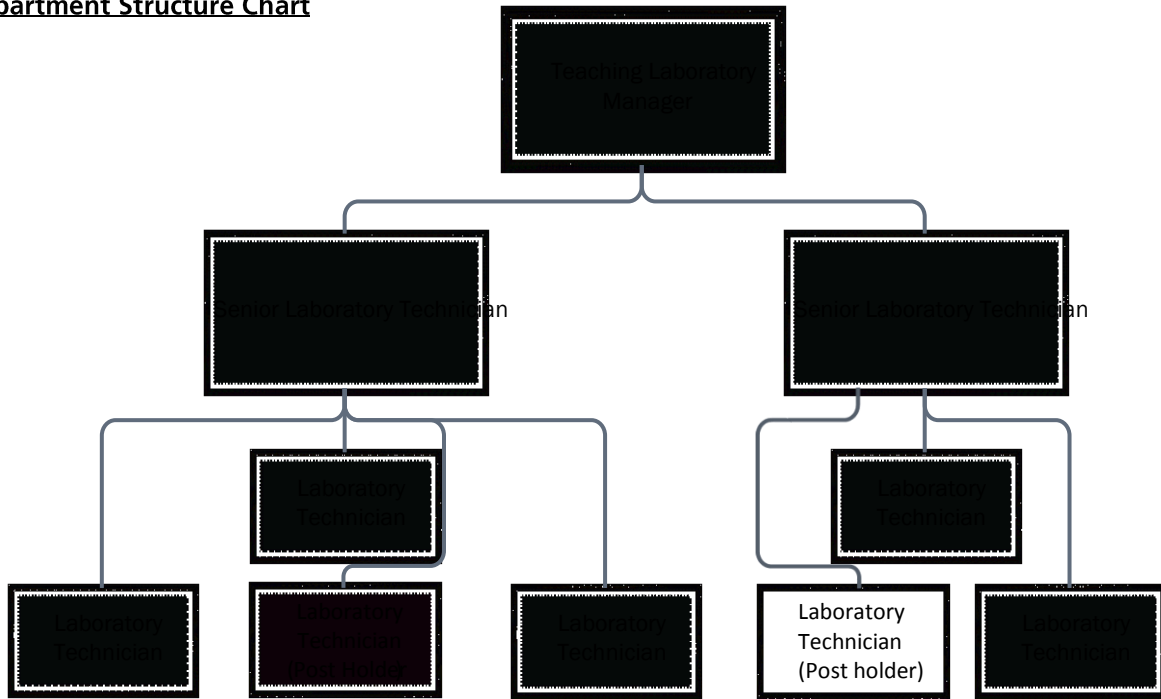 partment Structure Chart
Teaching Laboratory
Manager
Senior Laboratory Technician
Senior Laboratory Technician
Laboratory
Technician
Laboratory
Technician
Laboratory
Technician
Laboratory
Technician
(Post Holder
Laboratory
Technician
Laboratory
Technician
(Post holder)
Laboratory
Technician